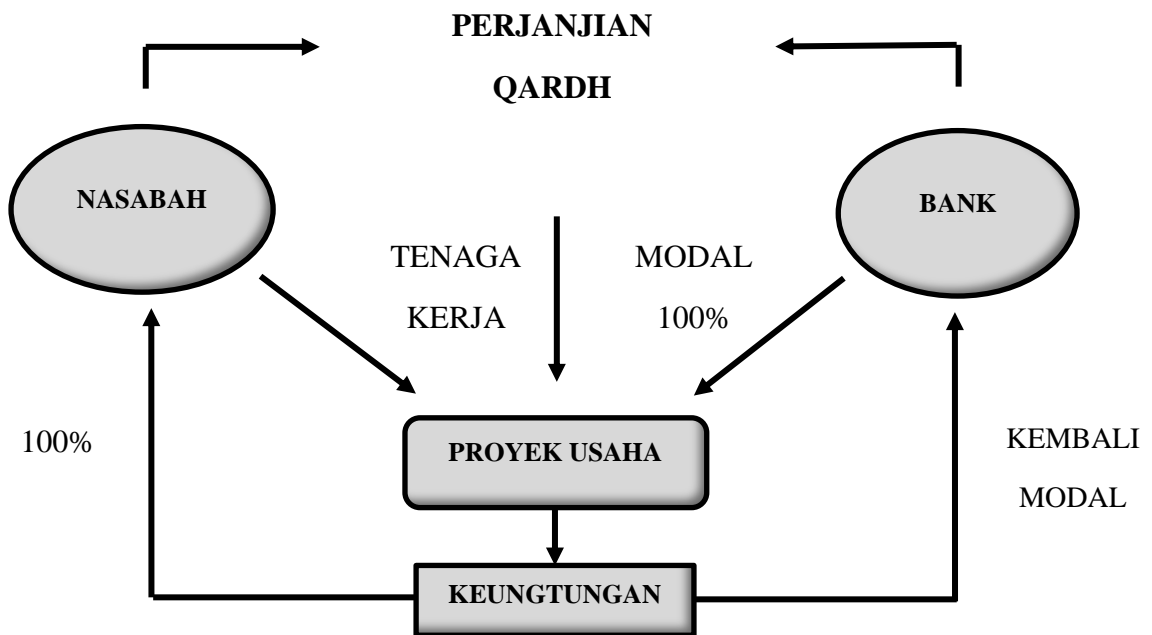 PERJANJIAN
QARDH
NASABAH
BANK
TENAGA
KERJA
MODAL
100%
100%
PROYEK USAHA
KEMBALI
MODAL
KEUNGTUNGAN